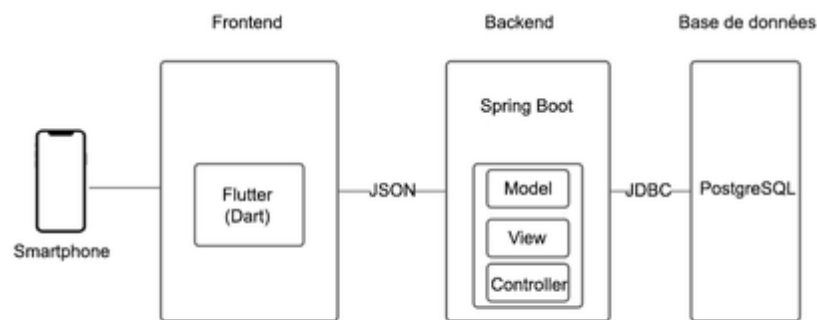 Frontend
Backend
Base de données
Smartphone
Flutter
(Dart)
JSON
Spring Boot
Model
View
Controller
JDBC
PostgreSQL